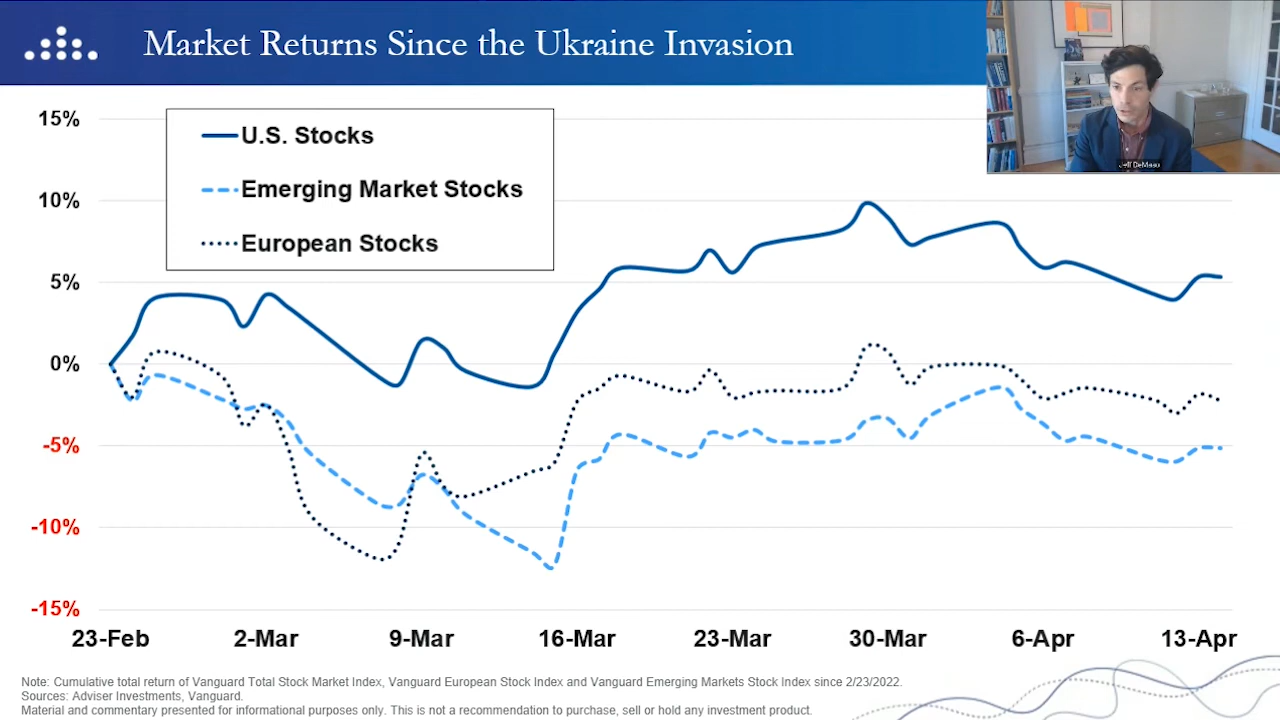 Market Returns Since the Ukraine Invasion
Jeff DeMaso
15%
U.S. Stocks
Emerging Market Stocks
European Stocks
10%
5%
0%
-5%
-10%
-15%
23-Feb 2-Mar 9-Mar 16-Mar 23-Mar 30-Mar 6-Apr 13-Apr
Note: Cumulative total return of Vanguard Total Stock Market Index, Vanguard European Stock Index and Vanguard Emerging Markets Stock Index since 2/23/2022.
Sources: Adviser Investments, Vanguard.
Material and commentary presented for informational purposes only. This is not a recommendation to purchase, sell or hold any investment product.